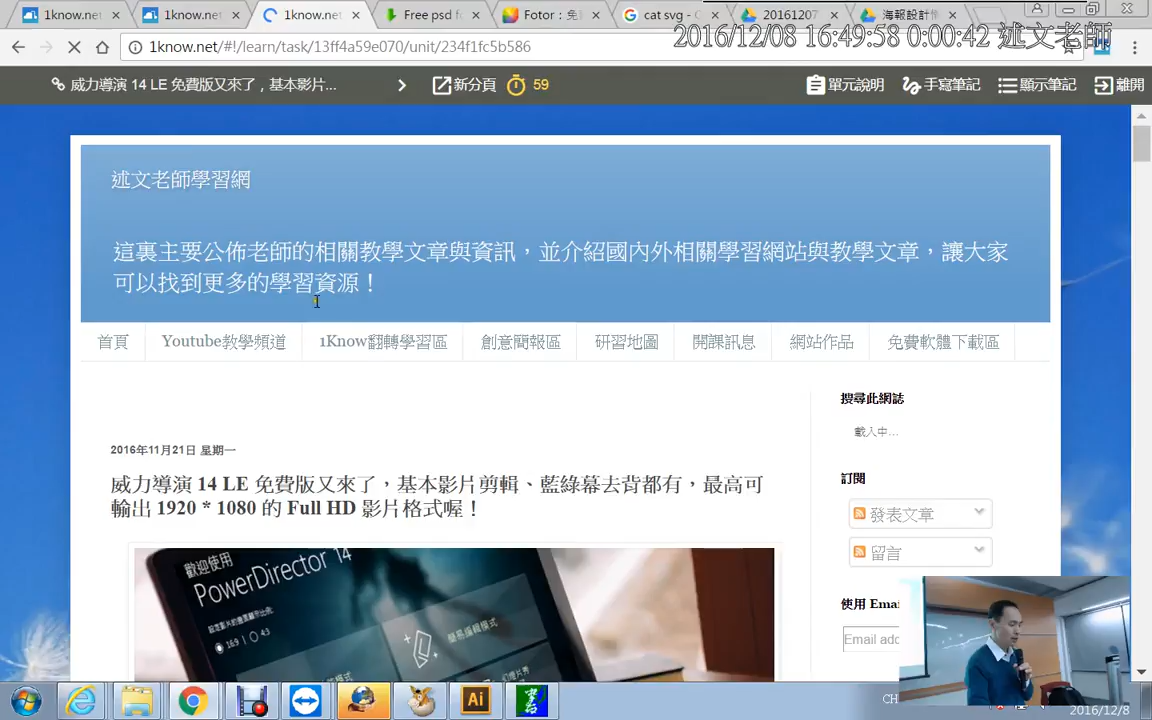 1know.net
1know.net
1know.net
Free psd f
Fotor : 免
cat svg - G
20161207
海報設計
2016/12/08 16:49:58 0:00:42 述文老師
1know.net/#!/learn/task/13ff4a59e070/unit/234f1fc5b586
威力導演 14 LE 免費版又來了，基本影片...
新分頁
59
單元說明
手寫筆記
顯示筆記
離開
述文老師學習網
這裏主要公佈老師的相關教學文章與資訊，並介紹國內外相關學習網站與教學文章，讓大家
可以找到更多的學習資源！
首頁
Youtube教學頻道
1Know翻轉學習區
創意簡報區
研習地圖
開課訊息
網站作品
免費軟體下載區
搜尋此網誌
載入中...
2016年11月21日 星期一
威力導演 14 LE 免費版又來了，基本影片剪輯、藍綠幕去背都有，最高可
輸出 1920 * 1080 的 Full HD 影片格式喔！
訂閱
發表文章
留言
歡迎使用
PowerDirector 14
16:9
4:3
簡易編輯模式
使用 Emai
Email add
Ai
CH
2016/12/8